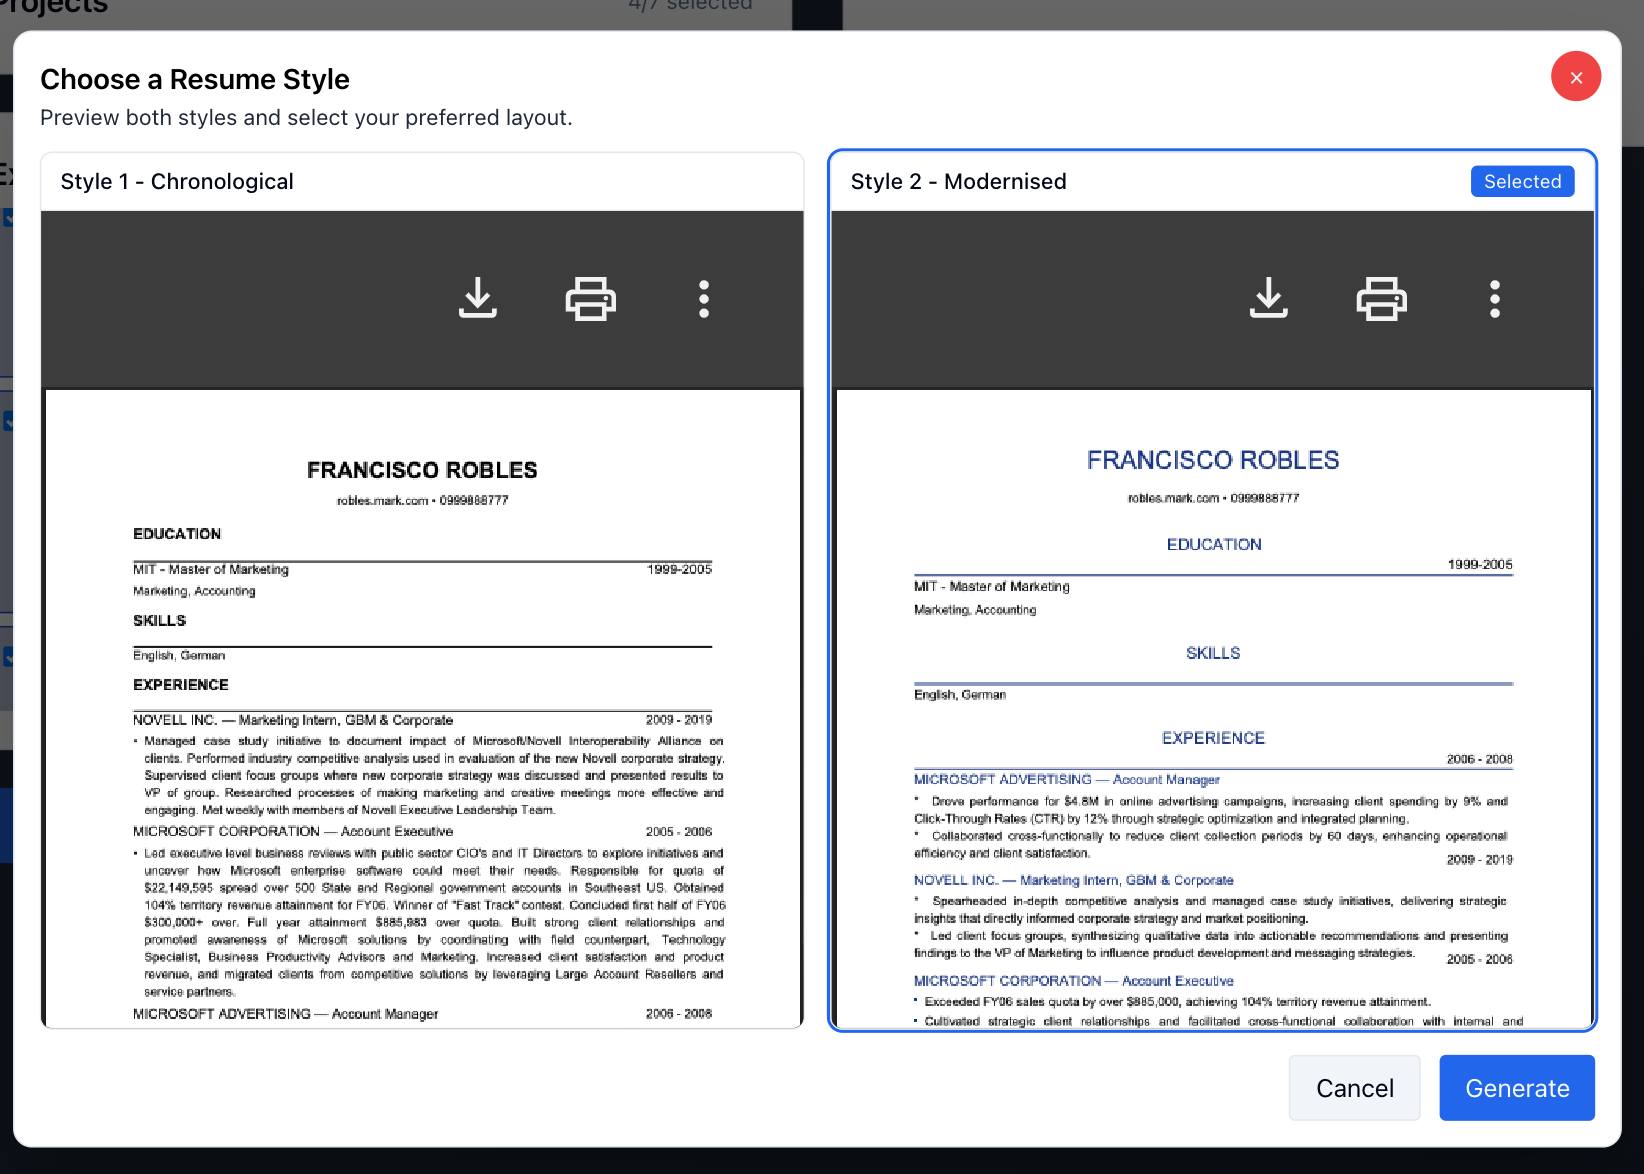 Projects
4/7 selected
Choose a Resume Style
Preview both styles and select your preferred layout.
Style 1 - Chronological
FRANCISCO ROBLES
robles.mark.com • 0999888777
EDUCATION
MIT - Master of Marketing 1999-2005
Marketing, Accounting
SKILLS
English, German
EXPERIENCE
NOVELL INC. — Marketing Intern, GBM & Corporate 2009 - 2019
• Managed case study initiative to document impact of Microsoft/Novell Interoperability Alliance on
clients. Performed industry competitive analysis used in evaluation of the new Novell corporate strategy.
Supervised client focus groups where new corporate strategy was discussed and presented results to
VP of group. Researched processes of making marketing and creative meetings more effective and
engaging. Met weekly with members of Novell Executive Leadership Team.
MICROSOFT CORPORATION — Account Executive 2005 - 2006
• Led executive level business reviews with public sector CIO's and IT Directors to explore initiatives and
uncover how Microsoft enterprise software could meet their needs. Responsible for quota of
$22,149,595 spread over 500 State and Regional government accounts in Southeast US. Obtained
104% territory revenue attainment for FY06. Winner of "Fast Track" contest. Concluded first half of FY06
$300,000+ over. Full year attainment $885,983 over quota. Built strong client relationships and
promoted awareness of Microsoft solutions by coordinating with field counterpart, Technology
Specialist, Business Productivity Advisors and Marketing. Increased client satisfaction and product
revenue, and migrated clients from competitive solutions by leveraging Large Account Resellers and
service partners.
MICROSOFT ADVERTISING — Account Manager 2006 - 2008
Style 2 - Modernised
Selected
FRANCISCO ROBLES
robles.mark.com • 0999888777
EDUCATION
1999-2005
MIT - Master of Marketing
Marketing, Accounting
SKILLS
English, German
EXPERIENCE
2006 - 2008
MICROSOFT ADVERTISING — Account Manager
* Drove performance for $4.8M in online advertising campaigns, increasing client spending by 9% and
Click-Through Rates (CTR) by 12% through strategic optimization and integrated planning.
* Collaborated cross-functionally to reduce client collection periods by 60 days, enhancing operational
efficiency and client satisfaction.
2009 - 2019
NOVELL INC. — Marketing Intern, GBM & Corporate
* Spearheaded in-depth competitive analysis and managed case study initiatives, delivering strategic
insights that directly informed corporate strategy and market positioning.
* Led client focus groups, synthesizing qualitative data into actionable recommendations and presenting
findings to the VP of Marketing to influence product development and messaging strategies.
2005 - 2006
MICROSOFT CORPORATION — Account Executive
• Exceeded FY06 sales quota by over $885,000, achieving 104% territory revenue attainment.
• Cultivated strategic client relationships and facilitated cross-functional collaboration with internal and
Cancel
Generate